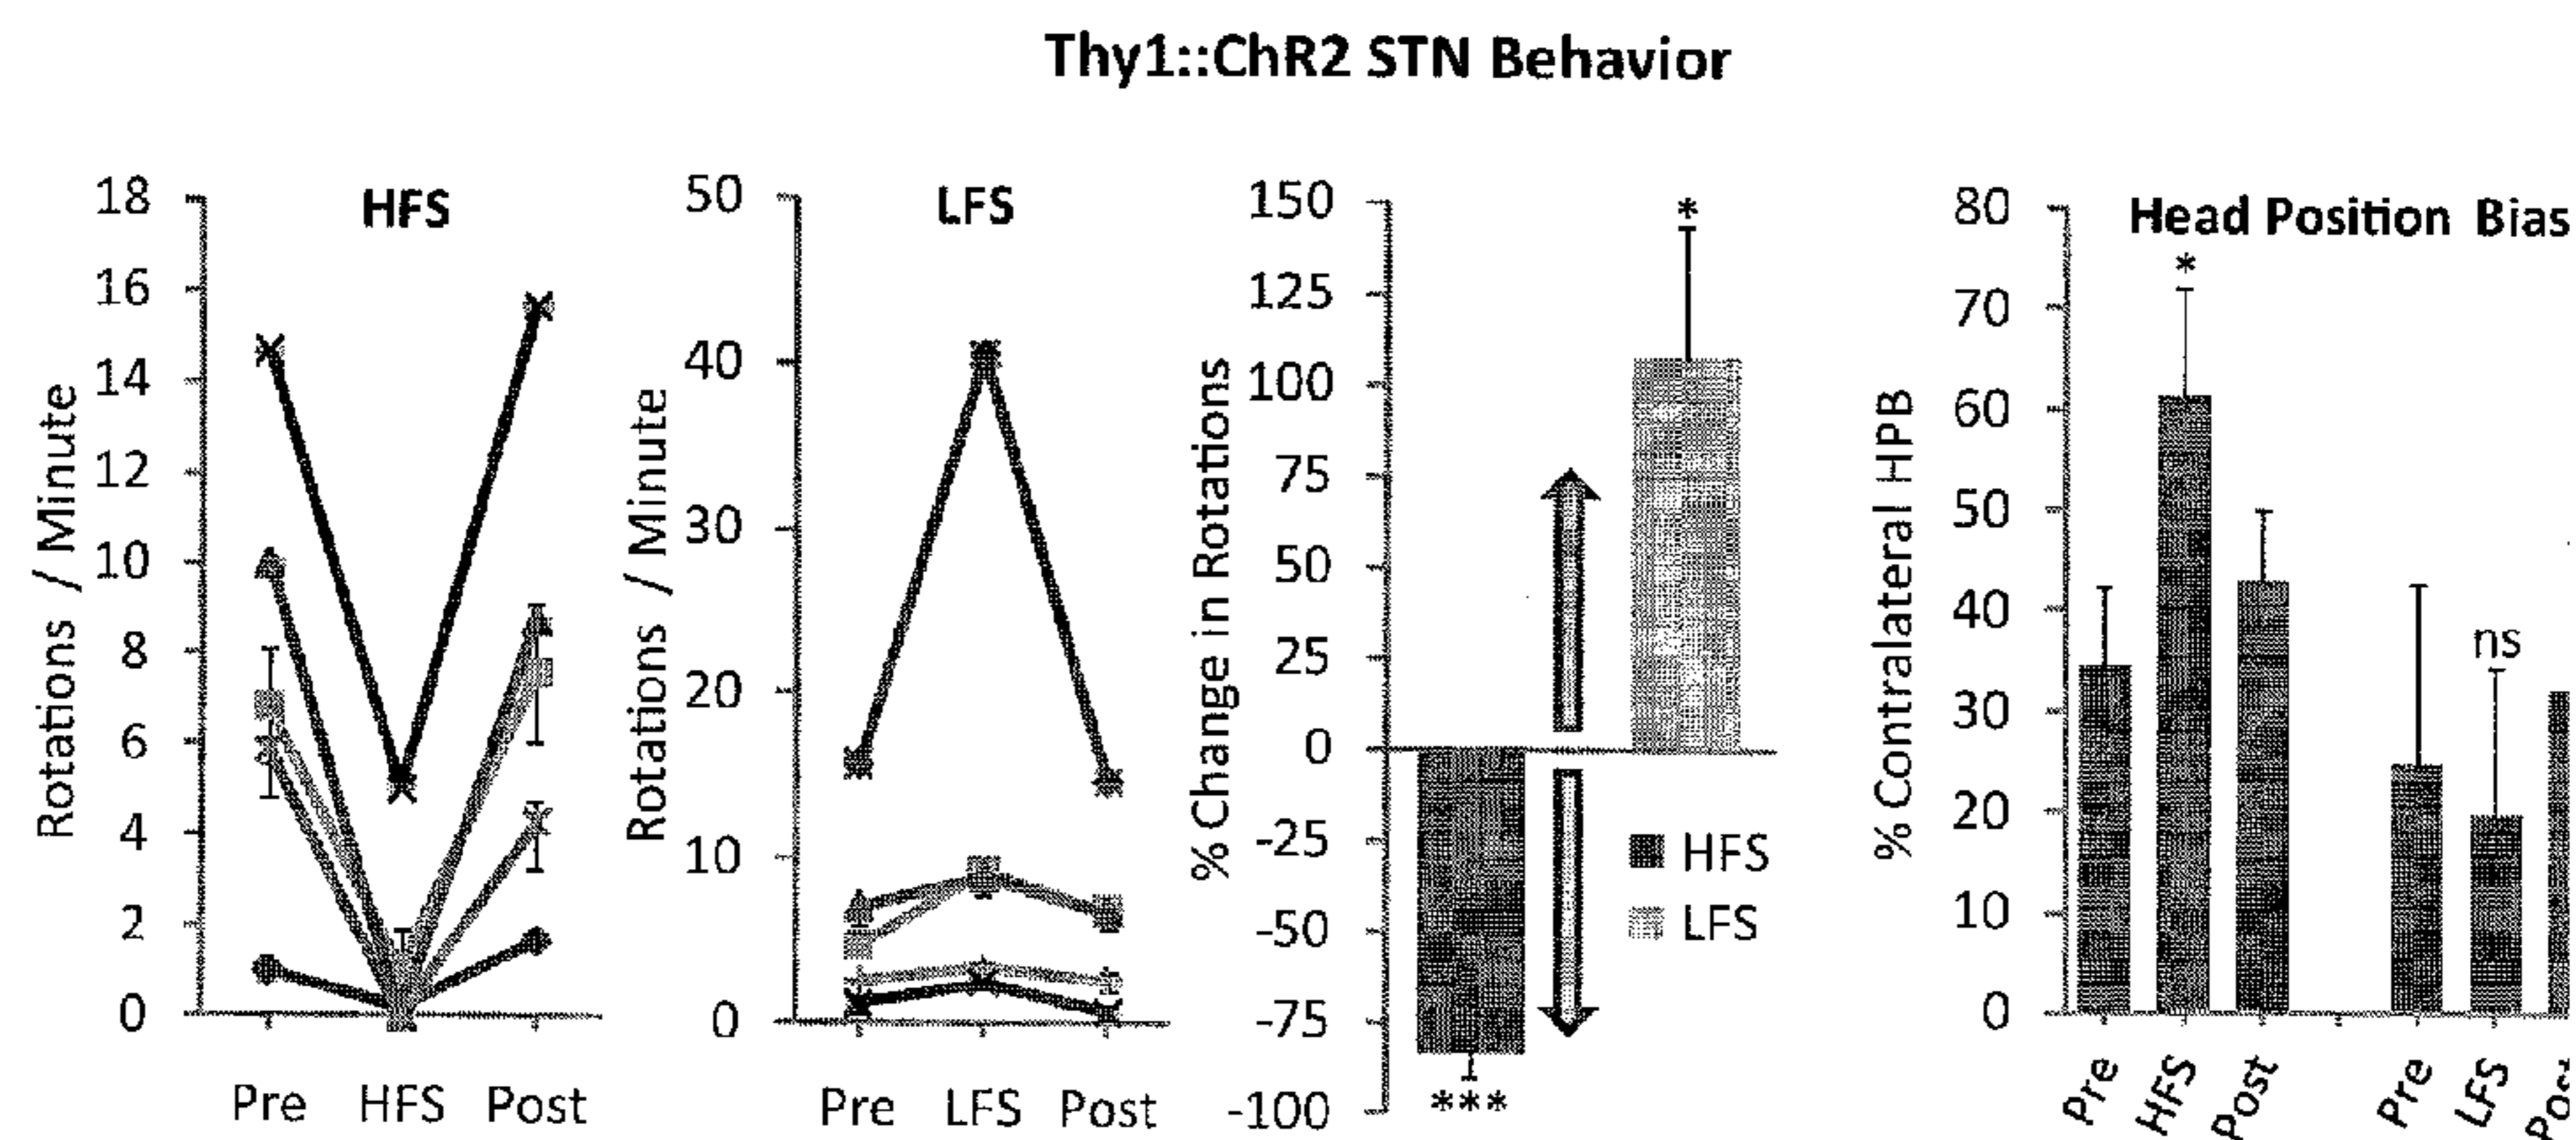 Thy1::ChR2 STN Behavior
Rotations / Minute
18
16
14
12
10
8
6
4
2
0
HFS
Pre HFS Post
Rotations / Minute
50
40
30
20
10
0
LFS
Pre LFS Post
% Change in Rotations
150
125
100
75
50
25
0
-25
-50
-75
-100
*
***
HFS
LFS
% Contralateral HPB
80
70
60
50
40
30
20
10
0
Head Position Bias
*
ns
Pre
HFS
Post
Pre
LFS